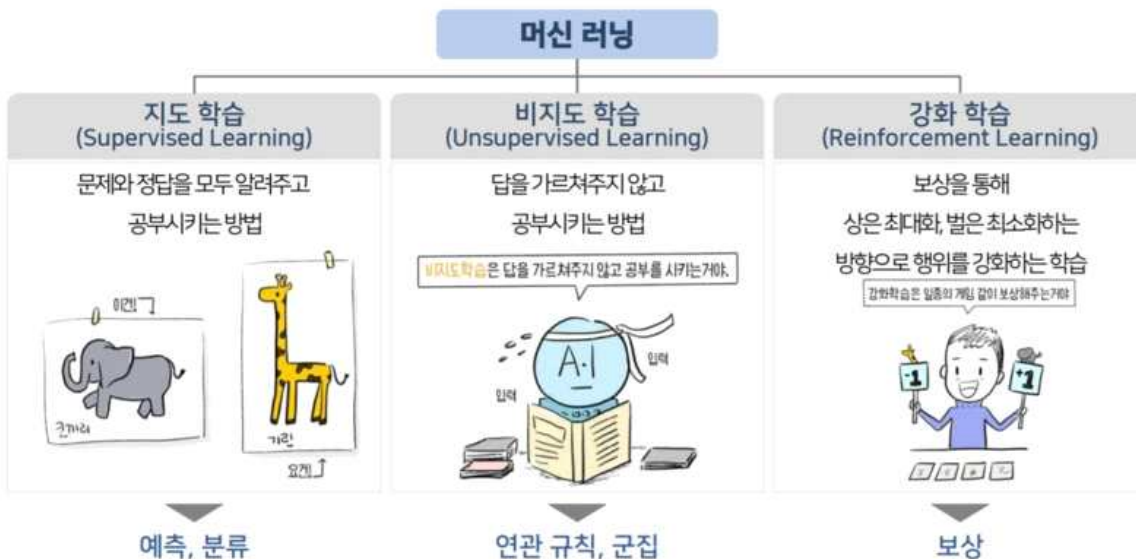 머신 러닝
지도 학습
(Supervised Learning)
문제와 정답을 모두 알려주고
공부시키는 방법
이건!
코끼리
기린
요건!
예측, 분류
비지도 학습
(Unsupervised Learning)
답을 가르쳐주지 않고
공부시키는 방법
비지도학습은 답을 가르쳐주지 않고 공부를 시키는거야.
A.I
입력
입력
연관 규칙, 군집
강화 학습
(Reinforcement Learning)
보상을 통해
상은 최대화, 벌은 최소화하는
방향으로 행위를 강화하는 학습
강화학습은 일종의 게임 같이 보상해주는거야
-1
+1
보상